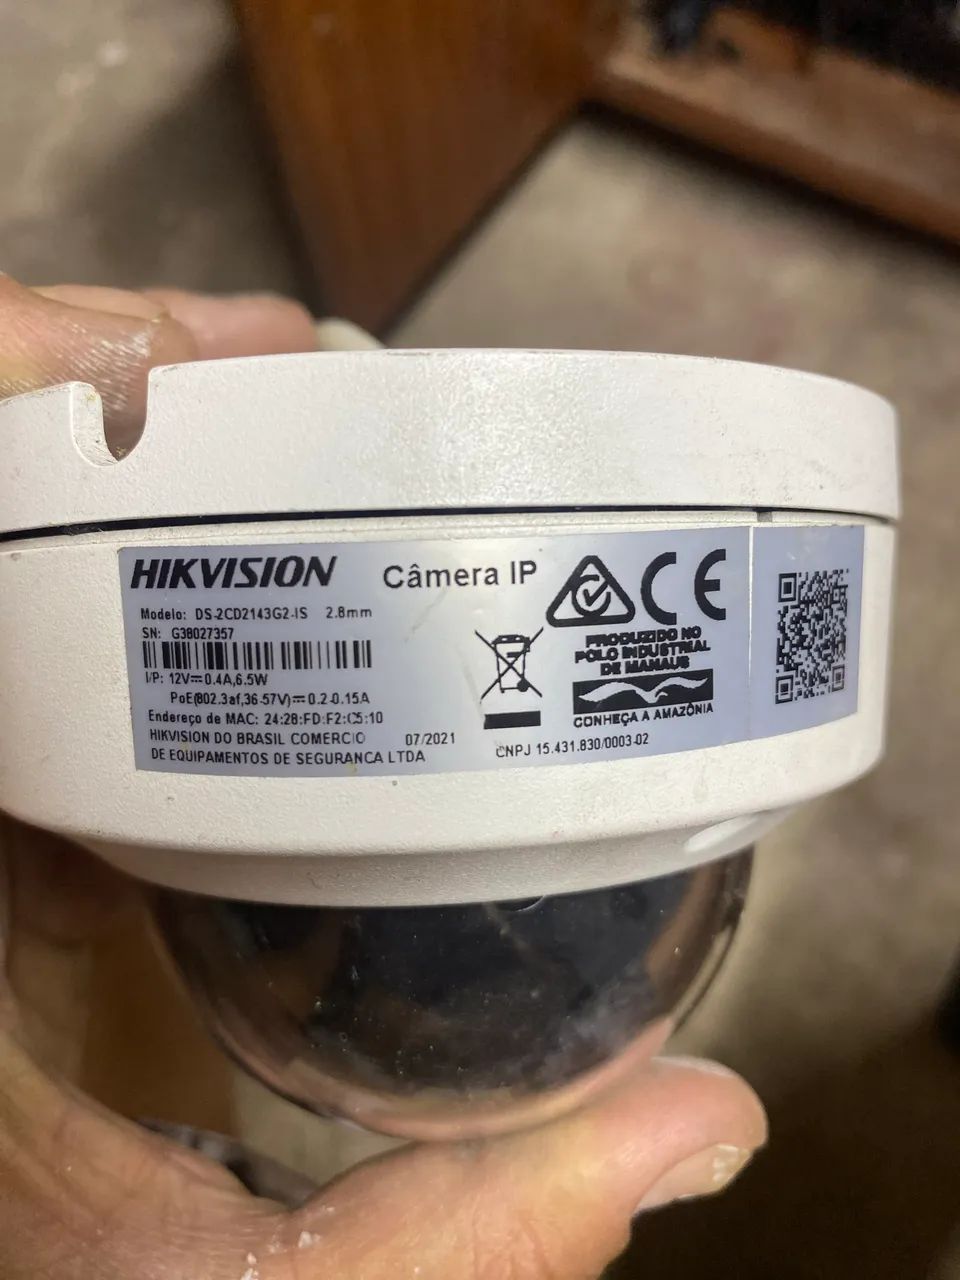 HIKVISION
Câmera IP
Modelo: DS-2CD2143G2-IS 2.8mm
SN: G38027357
I/P: 12V⎓0.4A,6.5W
PoE(802.3af,36-57V)⎓0.2-0.15A
Endereço de MAC: 24:28:FD:F2:C5:10
HIKVISION DO BRASIL COMERCIO 07/2021
DE EQUIPAMENTOS DE SEGURANCA LTDA
CE
PRODUZIDO NO
POLO INDUSTRIAL
DE MANAUS
CONHEÇA A AMAZÔNIA
CNPJ 15.431.830/0003-02